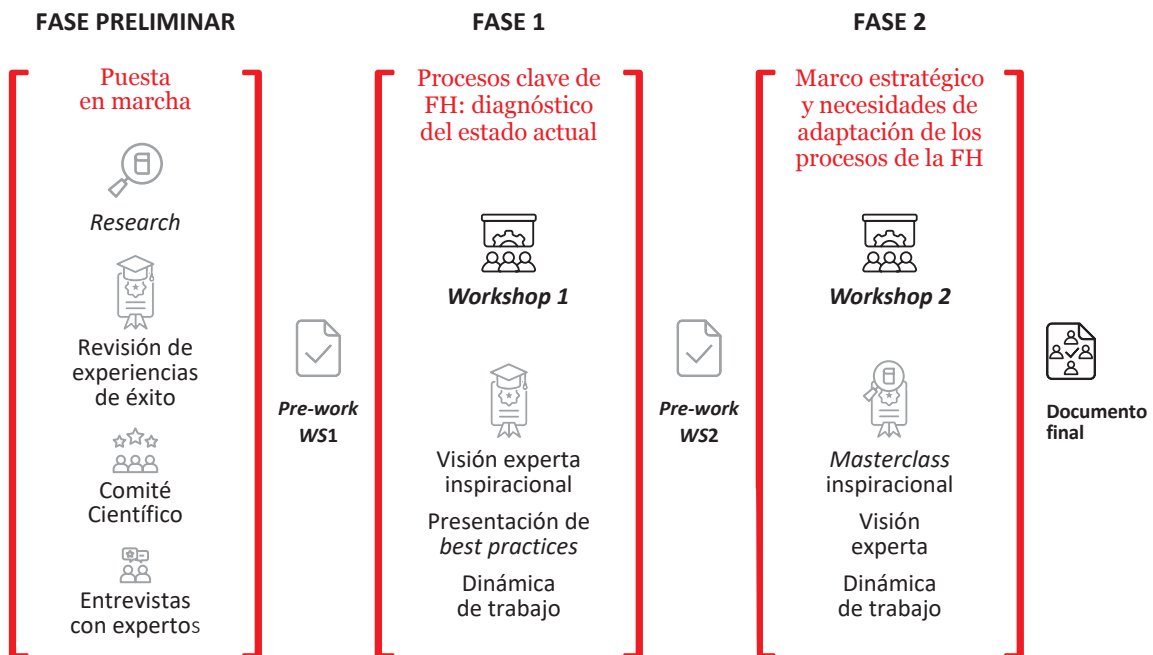 FASE PRELIMINAR
Puesta
en marcha
Research
Revisión de
experiencias
de éxito
Comité
Científico
Entrevistas
con expertos
Pre-work
WS1
FASE 1
Procesos clave de
FH: diagnóstico
del estado actual
Workshop 1
Visión experta
inspiracional
Presentación de
best practices
Dinámica
de trabajo
Pre-work
WS2
FASE 2
Marco estratégico
y necesidades de
adaptación de los
procesos de la FH
Workshop 2
Masterclass
inspiracional
Visión
experta
Dinámica
de trabajo
Documento
final